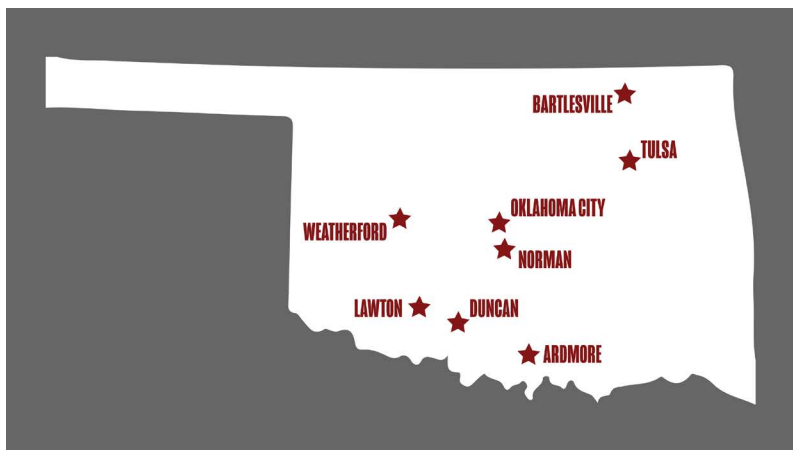 BARTLESVILLE
TULSA
OKLAHOMA CITY
WEATHERFORD
NORMAN
LAWTON
DUNCAN
ARDMORE